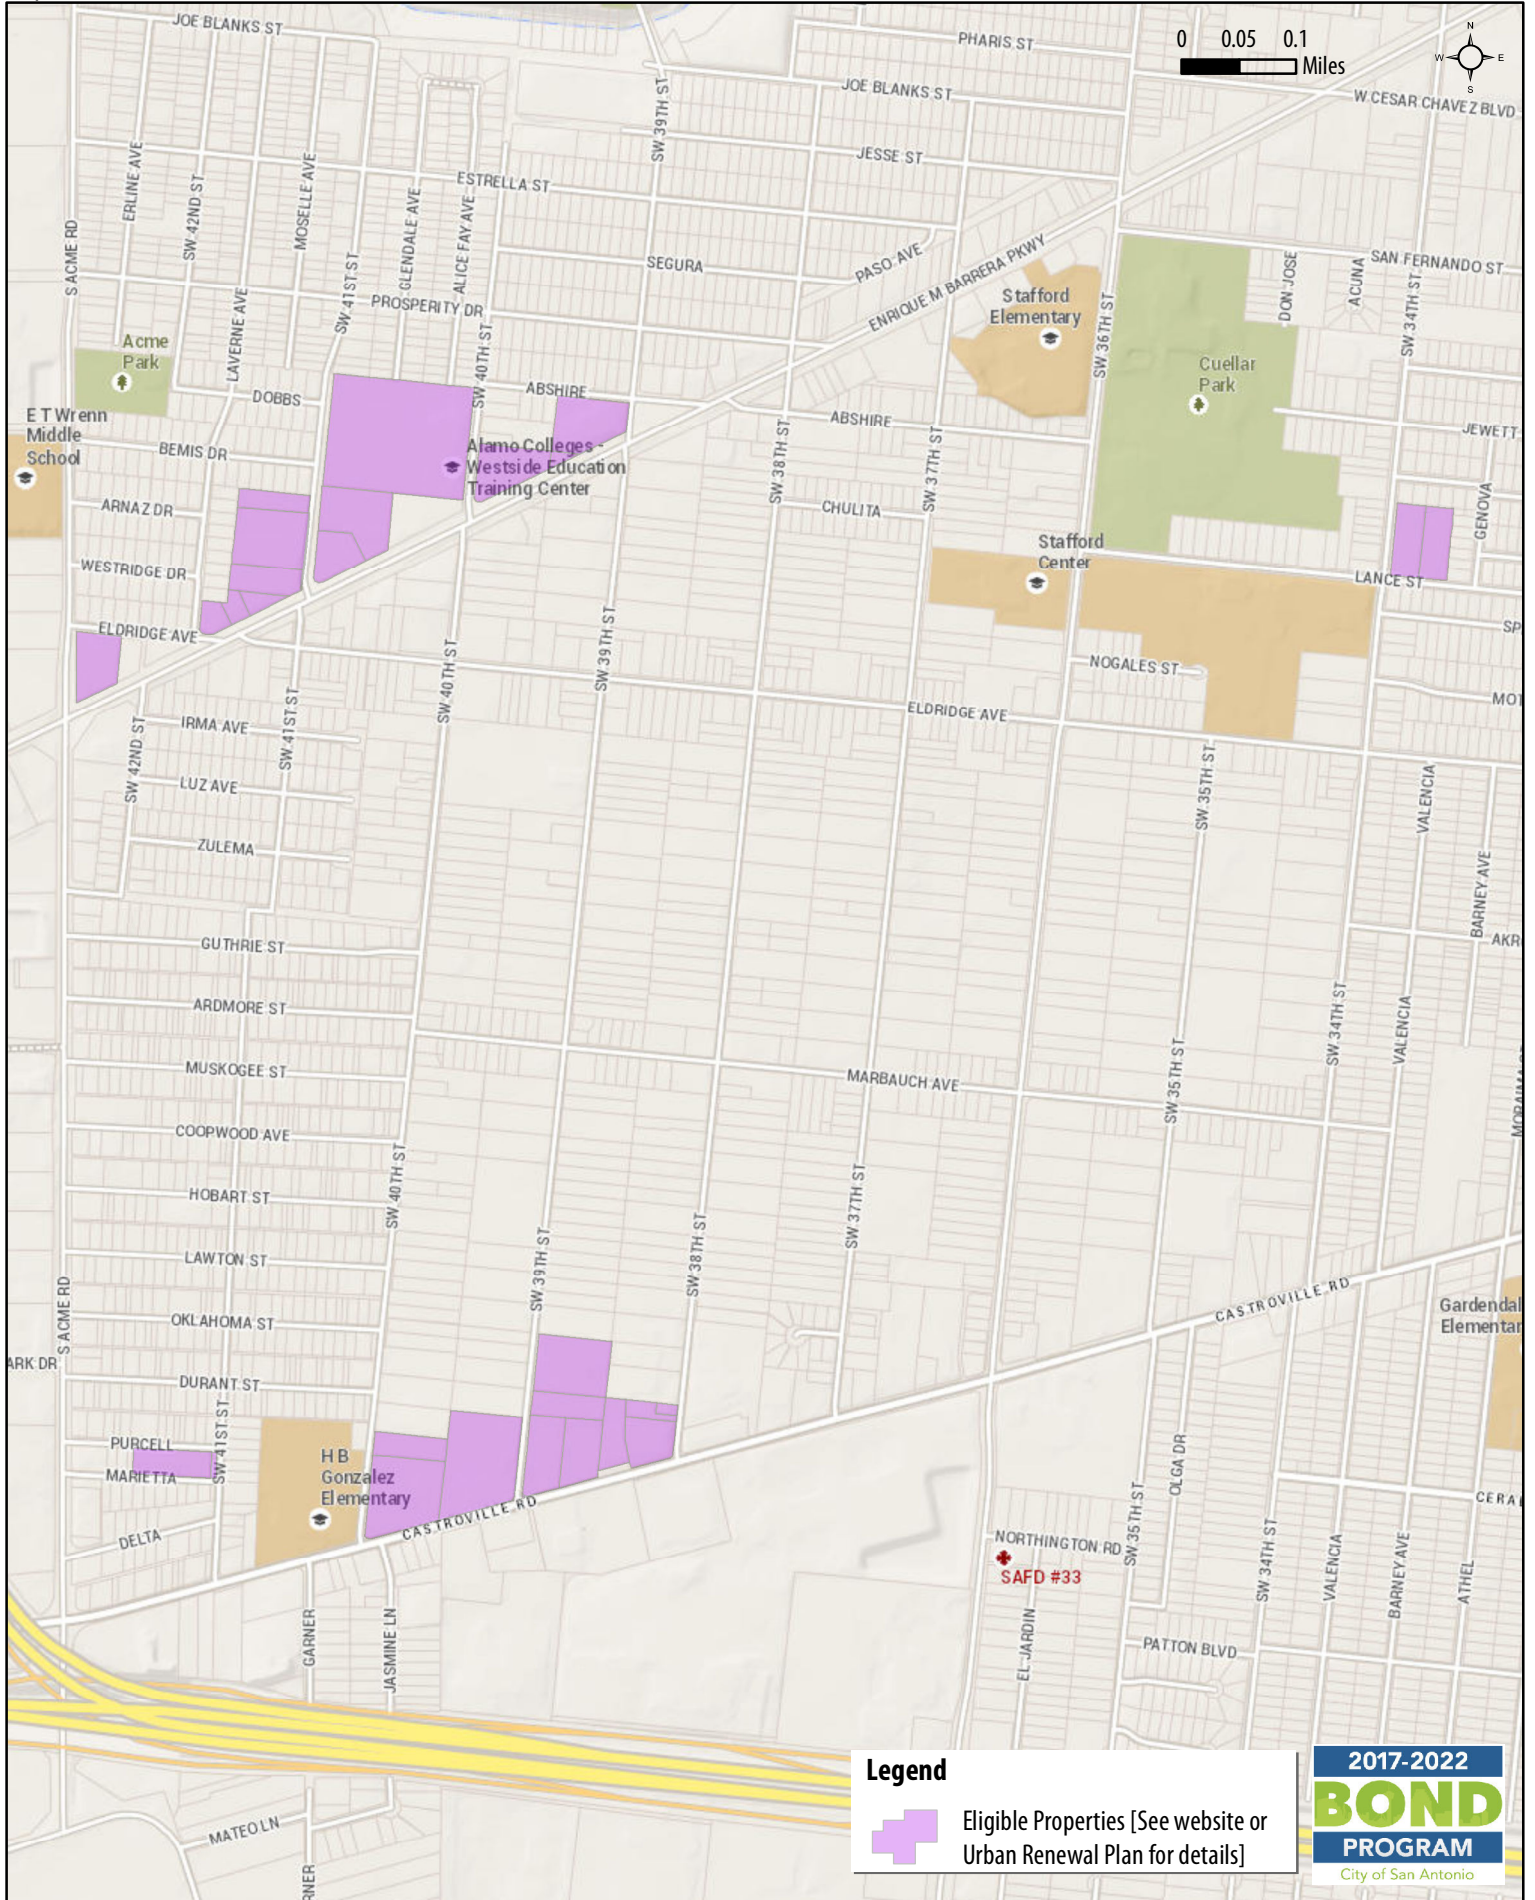 JOE BLANKS ST
PHARIS ST
0 0.05 0.1
Miles
N
W E
S
JOE BLANKS ST
W CESAR CHAVEZ BLVD
SW 39TH ST
JESSE ST
ERLINE AVE
SW 42ND ST
MOSELLE AVE
ESTRELLA ST
GLENDALE AVE
ALICE FAY AVE
S ACME RD
SEGURA
PASO AVE
ENRIQUE M BARRERA PKWY
SAN FERNANDO ST
DON JOSE
ACUNA
SW 34TH ST
SW 41ST ST
PROSPERITY DR
LAVERNE AVE
SW 40TH ST
Stafford
Elementary
SW 36TH ST
Acme
Park
Cuellar
Park
DOBBS
ABSHIRE
ABSHIRE
E T Wrenn
Middle
School
BEMIS DR
Alamo Colleges -
Westside Education
Training Center
SW 38TH ST
SW 37TH ST
JEWETT
ARNAZ DR
CHULITA
GENOVA
Stafford
Center
WESTRIDGE DR
LANCE ST
ELDRIDGE AVE
SP
SW 40TH ST
SW 39TH ST
NOGALES ST
MOT
IRMA AVE
SW 41ST ST
SW 42ND ST
ELDRIDGE AVE
LUZ AVE
SW 35TH ST
VALENCIA
ZULEMA
BARNEY AVE
GUTHRIE ST
AKR
ARDMORE ST
SW 34TH ST
VALENCIA
MUSKOGEE ST
MARBAUCH AVE
SW 35TH ST
COOPWOOD AVE
SW 40TH ST
HOBART ST
SW 37TH ST
SW 39TH ST
SW 38TH ST
LAWTON ST
S ACME RD
CASTROVILLE RD
OKLAHOMA ST
Gardendal
Elementar
ARK DR
DURANT ST
PURCELL
SW 41ST ST
MARIETTA
H B
Gonzalez
Elementary
OLGA DR
CERAL
CASTROVILLE RD
DELTA
NORTHINGTON RD
SW 35TH ST
SW 34TH ST
VALENCIA
BARNEY AVE
ATHEL
SAFD #33
GARNER
JASMINE LN
EL JARDIN
PATTON BLVD
Legend
Eligible Properties [See website or
Urban Renewal Plan for details]
2017-2022
BOND
PROGRAM
City of San Antonio
MATEO LN
RNER